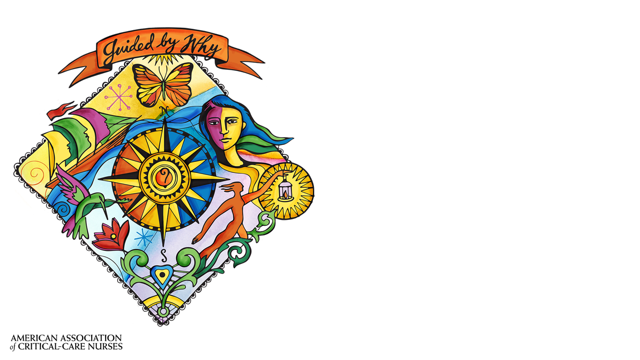 Guided by Why
N
S
AMERICAN ASSOCIATION
of CRITICAL-CARE NURSES